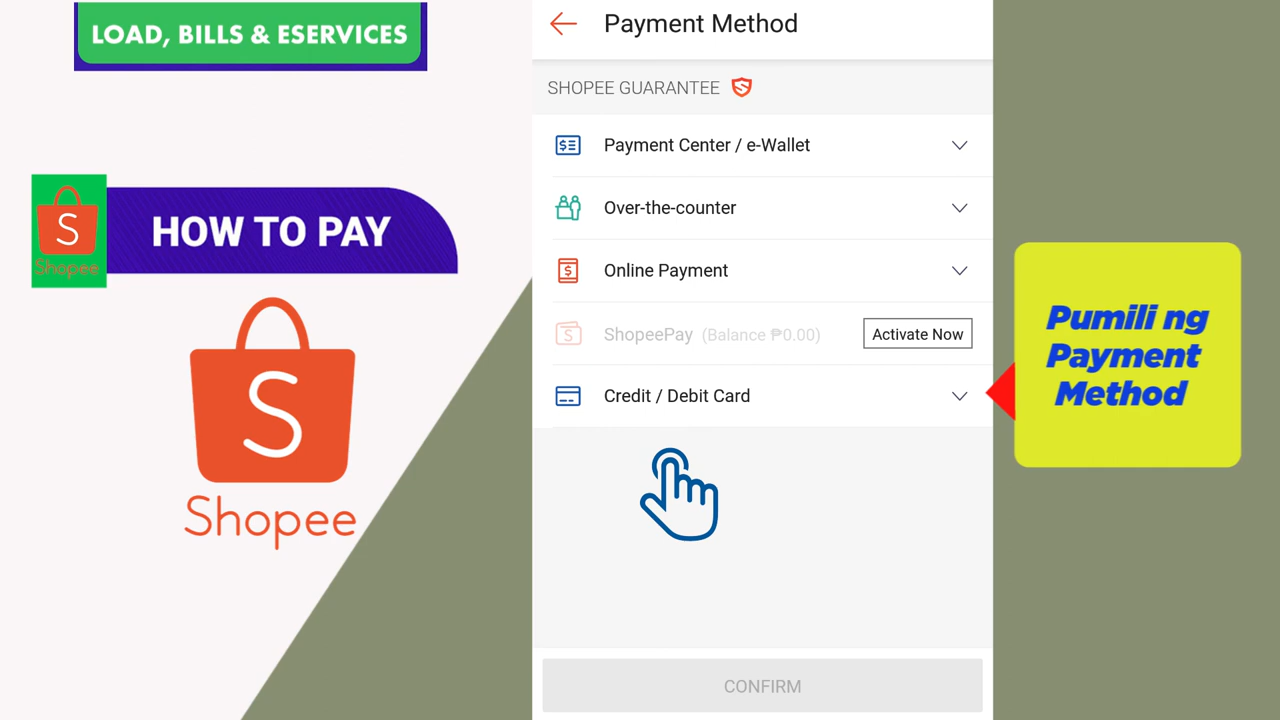 LOAD, BILLS & ESERVICES
S
Shopee
HOW TO PAY
S
Shopee
Payment Method
SHOPEE GUARANTEE
Payment Center / e-Wallet
Over-the-counter
Online Payment
ShopeePay (Balance ₱0.00)
Activate Now
Credit / Debit Card
CONFIRM
Pumili ng
Payment
Method